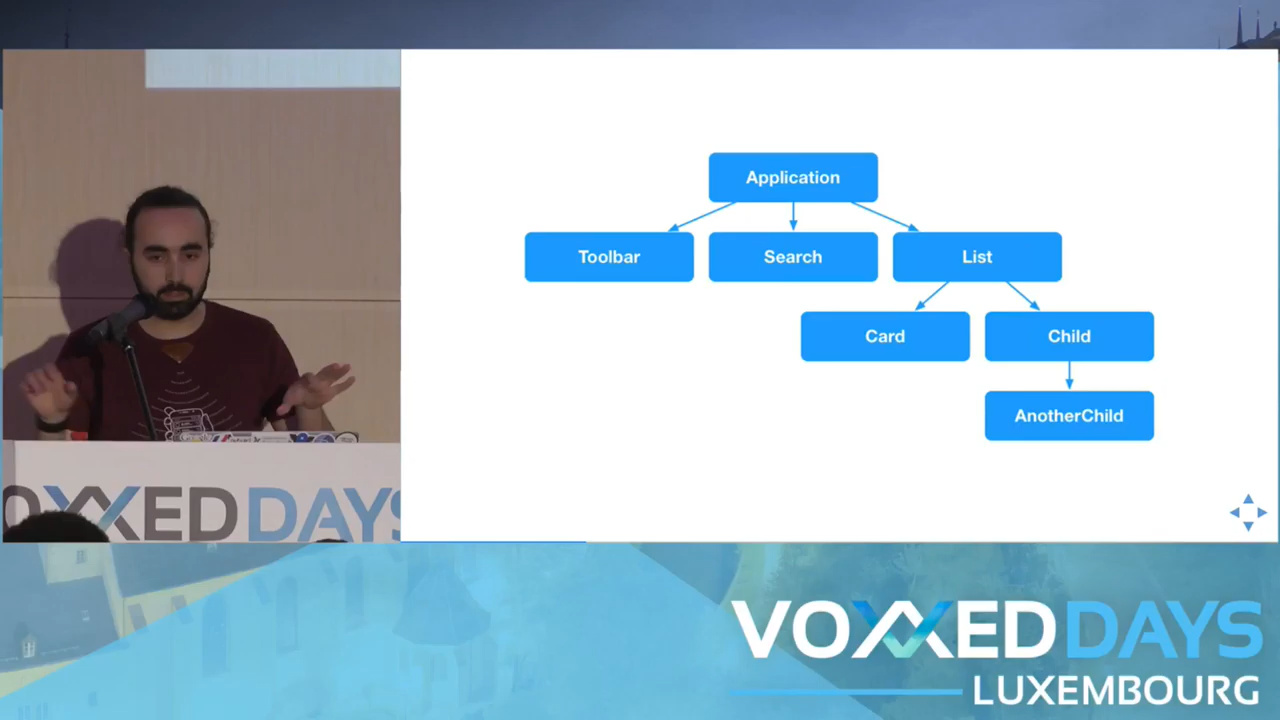 Application
Toolbar
Search
List
Card
Child
AnotherChild
VOXXED DAYS
VOXXED DAYS
LUXEMBOURG